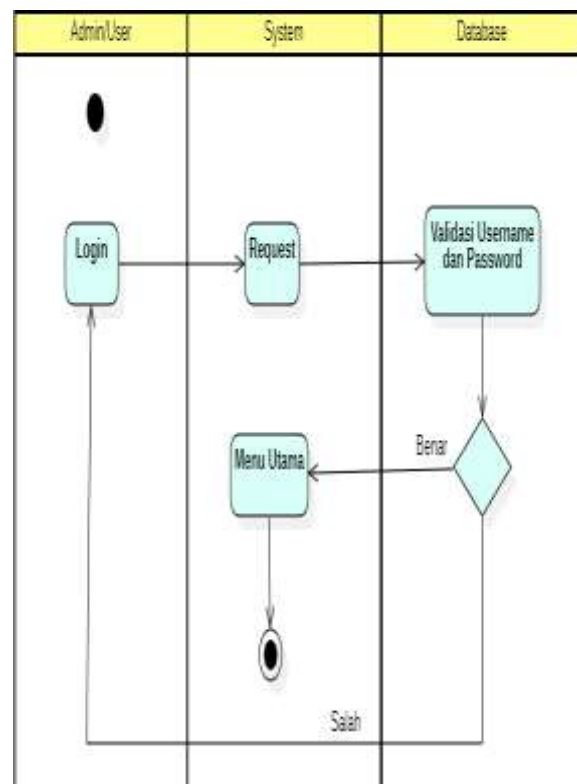 Admin/User
System
Database
Login
Request
Validasi Username
dan Password
Menu Utama
Benar
Salah